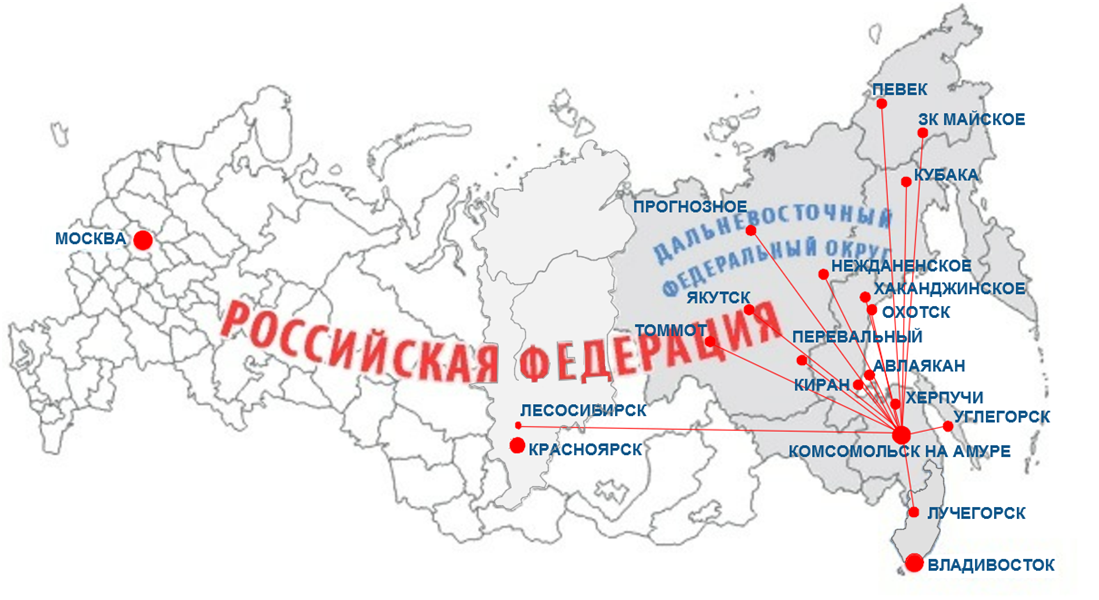 ПЕВЕК
ЗК МАЙСКОЕ
КУБАКА
ПРОГНОЗНОЕ
ДАЛЬНЕВОСТОЧНЫЙ
ФЕДЕРАЛЬНЫЙ ОКРУГ
МОСКВА
НЕЖДАНЕНСКОЕ
ХАКАНДЖИНСКОЕ
ЯКУТСК
ОХОТСК
РОССИЙСКАЯ ФЕДЕРАЦИЯ
ТОММОТ
ПЕРЕВАЛЬНЫЙ
АВЛАЯКАН
КИРАН
ХЕРПУЧИ
ЛЕСОСИБИРСК
УГЛЕГОРСК
КРАСНОЯРСК
КОМСОМОЛЬСК НА АМУРЕ
ЛУЧЕГОРСК
ВЛАДИВОСТОК